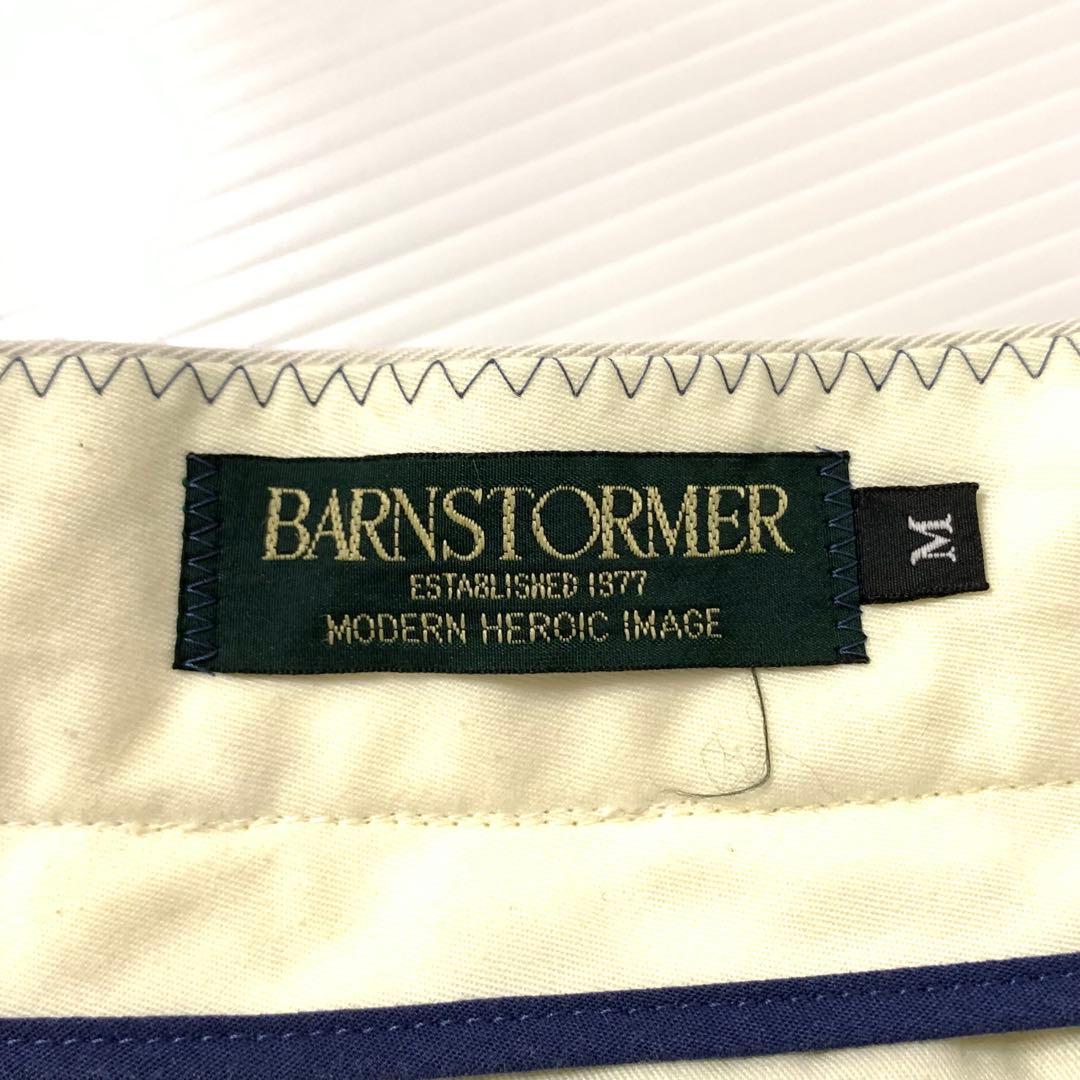 BARNSTORMER
ESTABLISHED 1977
MODERN HEROIC IMAGE
M